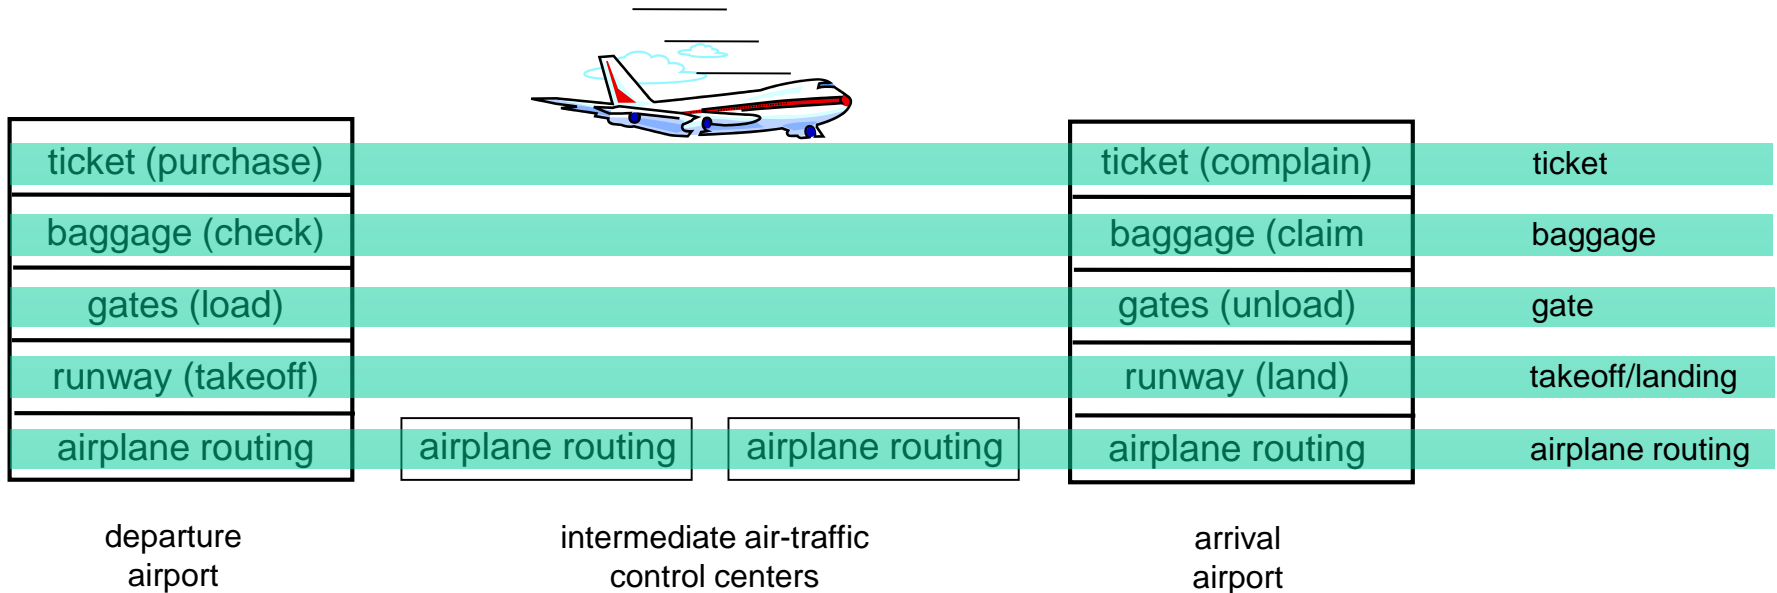 ticket (purchase)
ticket (complain)
ticket
baggage (check)
baggage (claim
baggage
gates (load)
gates (unload)
gate
runway (takeoff)
runway (land)
takeoff/landing
airplane routing
airplane routing
airplane routing
airplane routing
airplane routing
departure
airport
intermediate air-traffic
control centers
arrival
airport